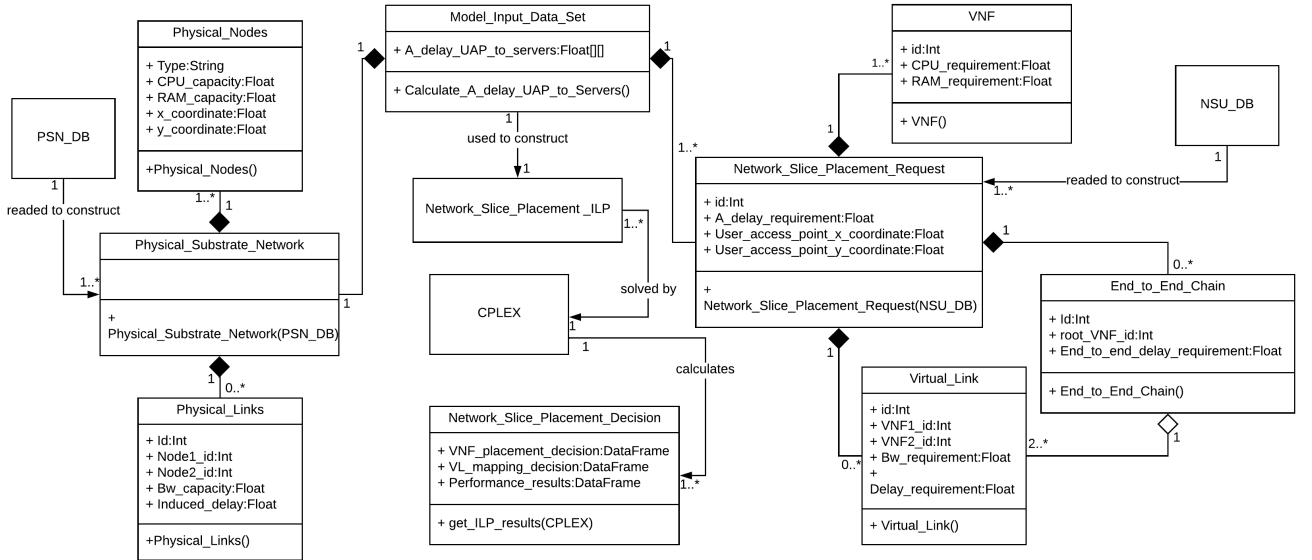 PSN_DB
1
readed to construct
1..*
Physical_Nodes
+ Type:String
+ CPU_capacity:Float
+ RAM_capacity:Float
+ x_coordinate:Float
+ y_coordinate:Float
+Physical_Nodes()
1..*
1
Physical_Substrate_Network
+
Physical_Substrate_Network(PSN_DB)
1
1
0..*
Physical_Links
+ Id:Int
+ Node1_id:Int
+ Node2_id:Int
+ Bw_capacity:Float
+ Induced_delay:Float
+Physical_Links()
1
Model_Input_Data_Set
+ A_delay_UAP_to_servers:Float[][]
+ Calculate_A_delay_UAP_to_Servers()
1
1
used to construct
1
Network_Slice_Placement _ILP
1..*
solved by
CPLEX
1
1
calculates
Network_Slice_Placement_Decision
+ VNF_placement_decision:DataFrame
+ VL_mapping_decision:DataFrame
+ Performance_results:DataFrame
+ get_ILP_results(CPLEX)
1..*
1..*
VNF
+ id:Int
+ CPU_requirement:Float
+ RAM_requirement:Float
+ VNF()
1..*
1
NSU_DB
1
readed to construct
1..*
Network_Slice_Placement_Request
+ id:Int
+ A_delay_requirement:Float
+ User_access_point_x_coordinate:Float
+ User_access_point_y_coordinate:Float
+
Network_Slice_Placement_Request(NSU_DB)
1
0..*
End_to_End_Chain
+ Id:Int
+ root_VNF_id:Int
+ End_to_end_delay_requirement:Float
+ End_to_End_Chain()
1
2..*
1
0..*
Virtual_Link
+ id:Int
+ VNF1_id:Int
+ VNF2_id:Int
+ Bw_requirement:Float
+
Delay_requirement:Float
+ Virtual_Link()